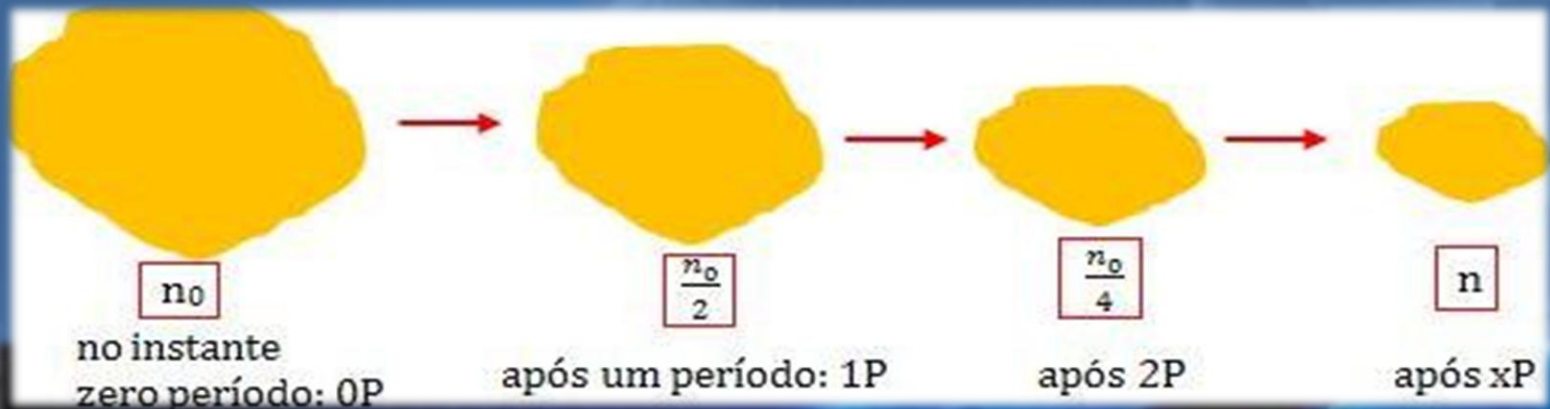 n₀
no instante
zero período: 0P
n₀/2
após um período: 1P
n₀/4
após 2P
n
após xP